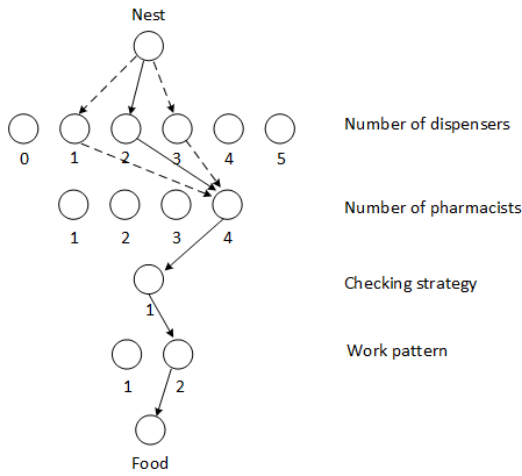 Nest
Number of dispensers
0 1 2 3 4 5
Number of pharmacists
1 2 3 4
Checking strategy
1
Work pattern
1 2
Food